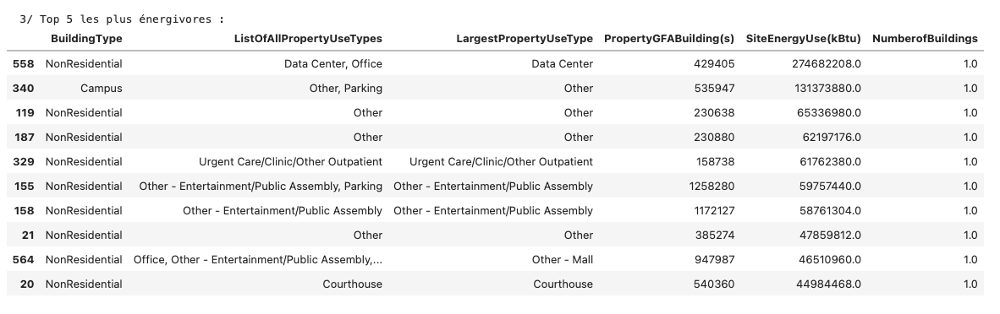 3/ Top 5 les plus énergivores :
BuildingType ListOfAllPropertyUseTypes LargestPropertyUseType PropertyGFABuilding(s) SiteEnergyUse(kBtu) NumberofBuildings
558 NonResidential Data Center, Office Data Center 429405 274682208.0 1.0
340 Campus Other, Parking Other 535947 131373880.0 1.0
119 NonResidential Other Other 230638 65336980.0 1.0
187 NonResidential Other Other 230880 62197176.0 1.0
329 NonResidential Urgent Care/Clinic/Other Outpatient Urgent Care/Clinic/Other Outpatient 158738 61762380.0 1.0
155 NonResidential Other - Entertainment/Public Assembly, Parking Other - Entertainment/Public Assembly 1258280 59757440.0 1.0
158 NonResidential Other - Entertainment/Public Assembly Other - Entertainment/Public Assembly 1172127 58761304.0 1.0
21 NonResidential Other Other 385274 47859812.0 1.0
564 NonResidential Office, Other - Entertainment/Public Assembly,... Other - Mall 947987 46510960.0 1.0
20 NonResidential Courthouse Courthouse 540360 44984468.0 1.0